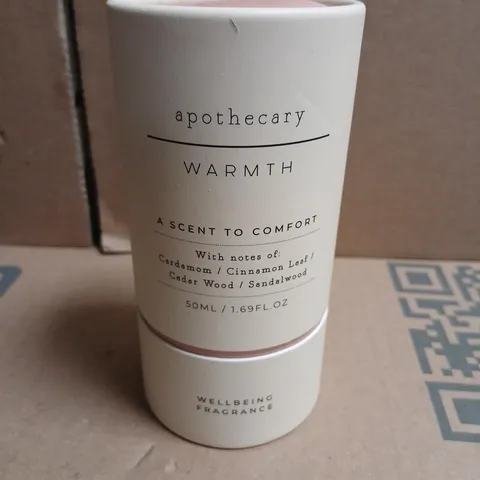 apothecary
WARMTH
A SCENT TO COMFORT
With notes of:
Cardamom / Cinnamon Leaf /
Cedar Wood / Sandalwood
50ML / 1.69FL.OZ
WELLBEING
FRAGRANCE